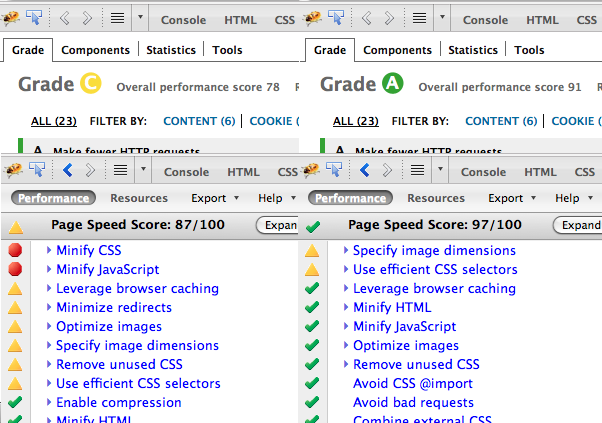 Console HTML CSS
Grade Components Statistics Tools
Grade C Overall performance score 78
ALL (23) FILTER BY: CONTENT (6) | COOKIE (
A Make fewer HTTP requests
Console HTML CSS
Performance Resources Export Help
Page Speed Score: 87/100 Expan
Minify CSS
Minify JavaScript
Leverage browser caching
Minimize redirects
Optimize images
Specify image dimensions
Remove unused CSS
Use efficient CSS selectors
Enable compression
Minify HTML
Console HTML CSS
Grade Components Statistics Tools
Grade A Overall performance score 91
ALL (23) FILTER BY: CONTENT (6) | COOKIE (
A Make fewer HTTP requests
Console HTML CSS
Performance Resources Export Help
Page Speed Score: 97/100 Expand
Specify image dimensions
Use efficient CSS selectors
Leverage browser caching
Minify HTML
Minify JavaScript
Optimize images
Remove unused CSS
Avoid CSS @import
Avoid bad requests
Combine external CSS